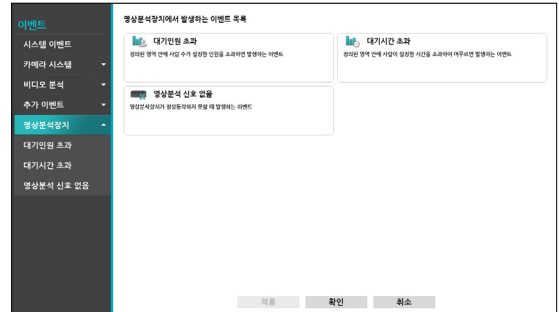 이벤트
시스템 이벤트
카메라 시스템
비디오 분석
추가 이벤트
영상분석장치
대기인원 초과
대기시간 초과
영상분석 신호 없음
영상분석장치에서 발생하는 이벤트 목록
대기인원 초과
정의된 영역 안에 사람 수가 설정한 인원을 초과하면 발생하는 이벤트
대기시간 초과
정의된 영역 안에 사람이 설정한 시간을 초과하여 머무르면 발생하는 이벤트
영상분석 신호 없음
영상분석장치가 정상동작하지 못할 때 발생하는 이벤트
적용
확인
취소